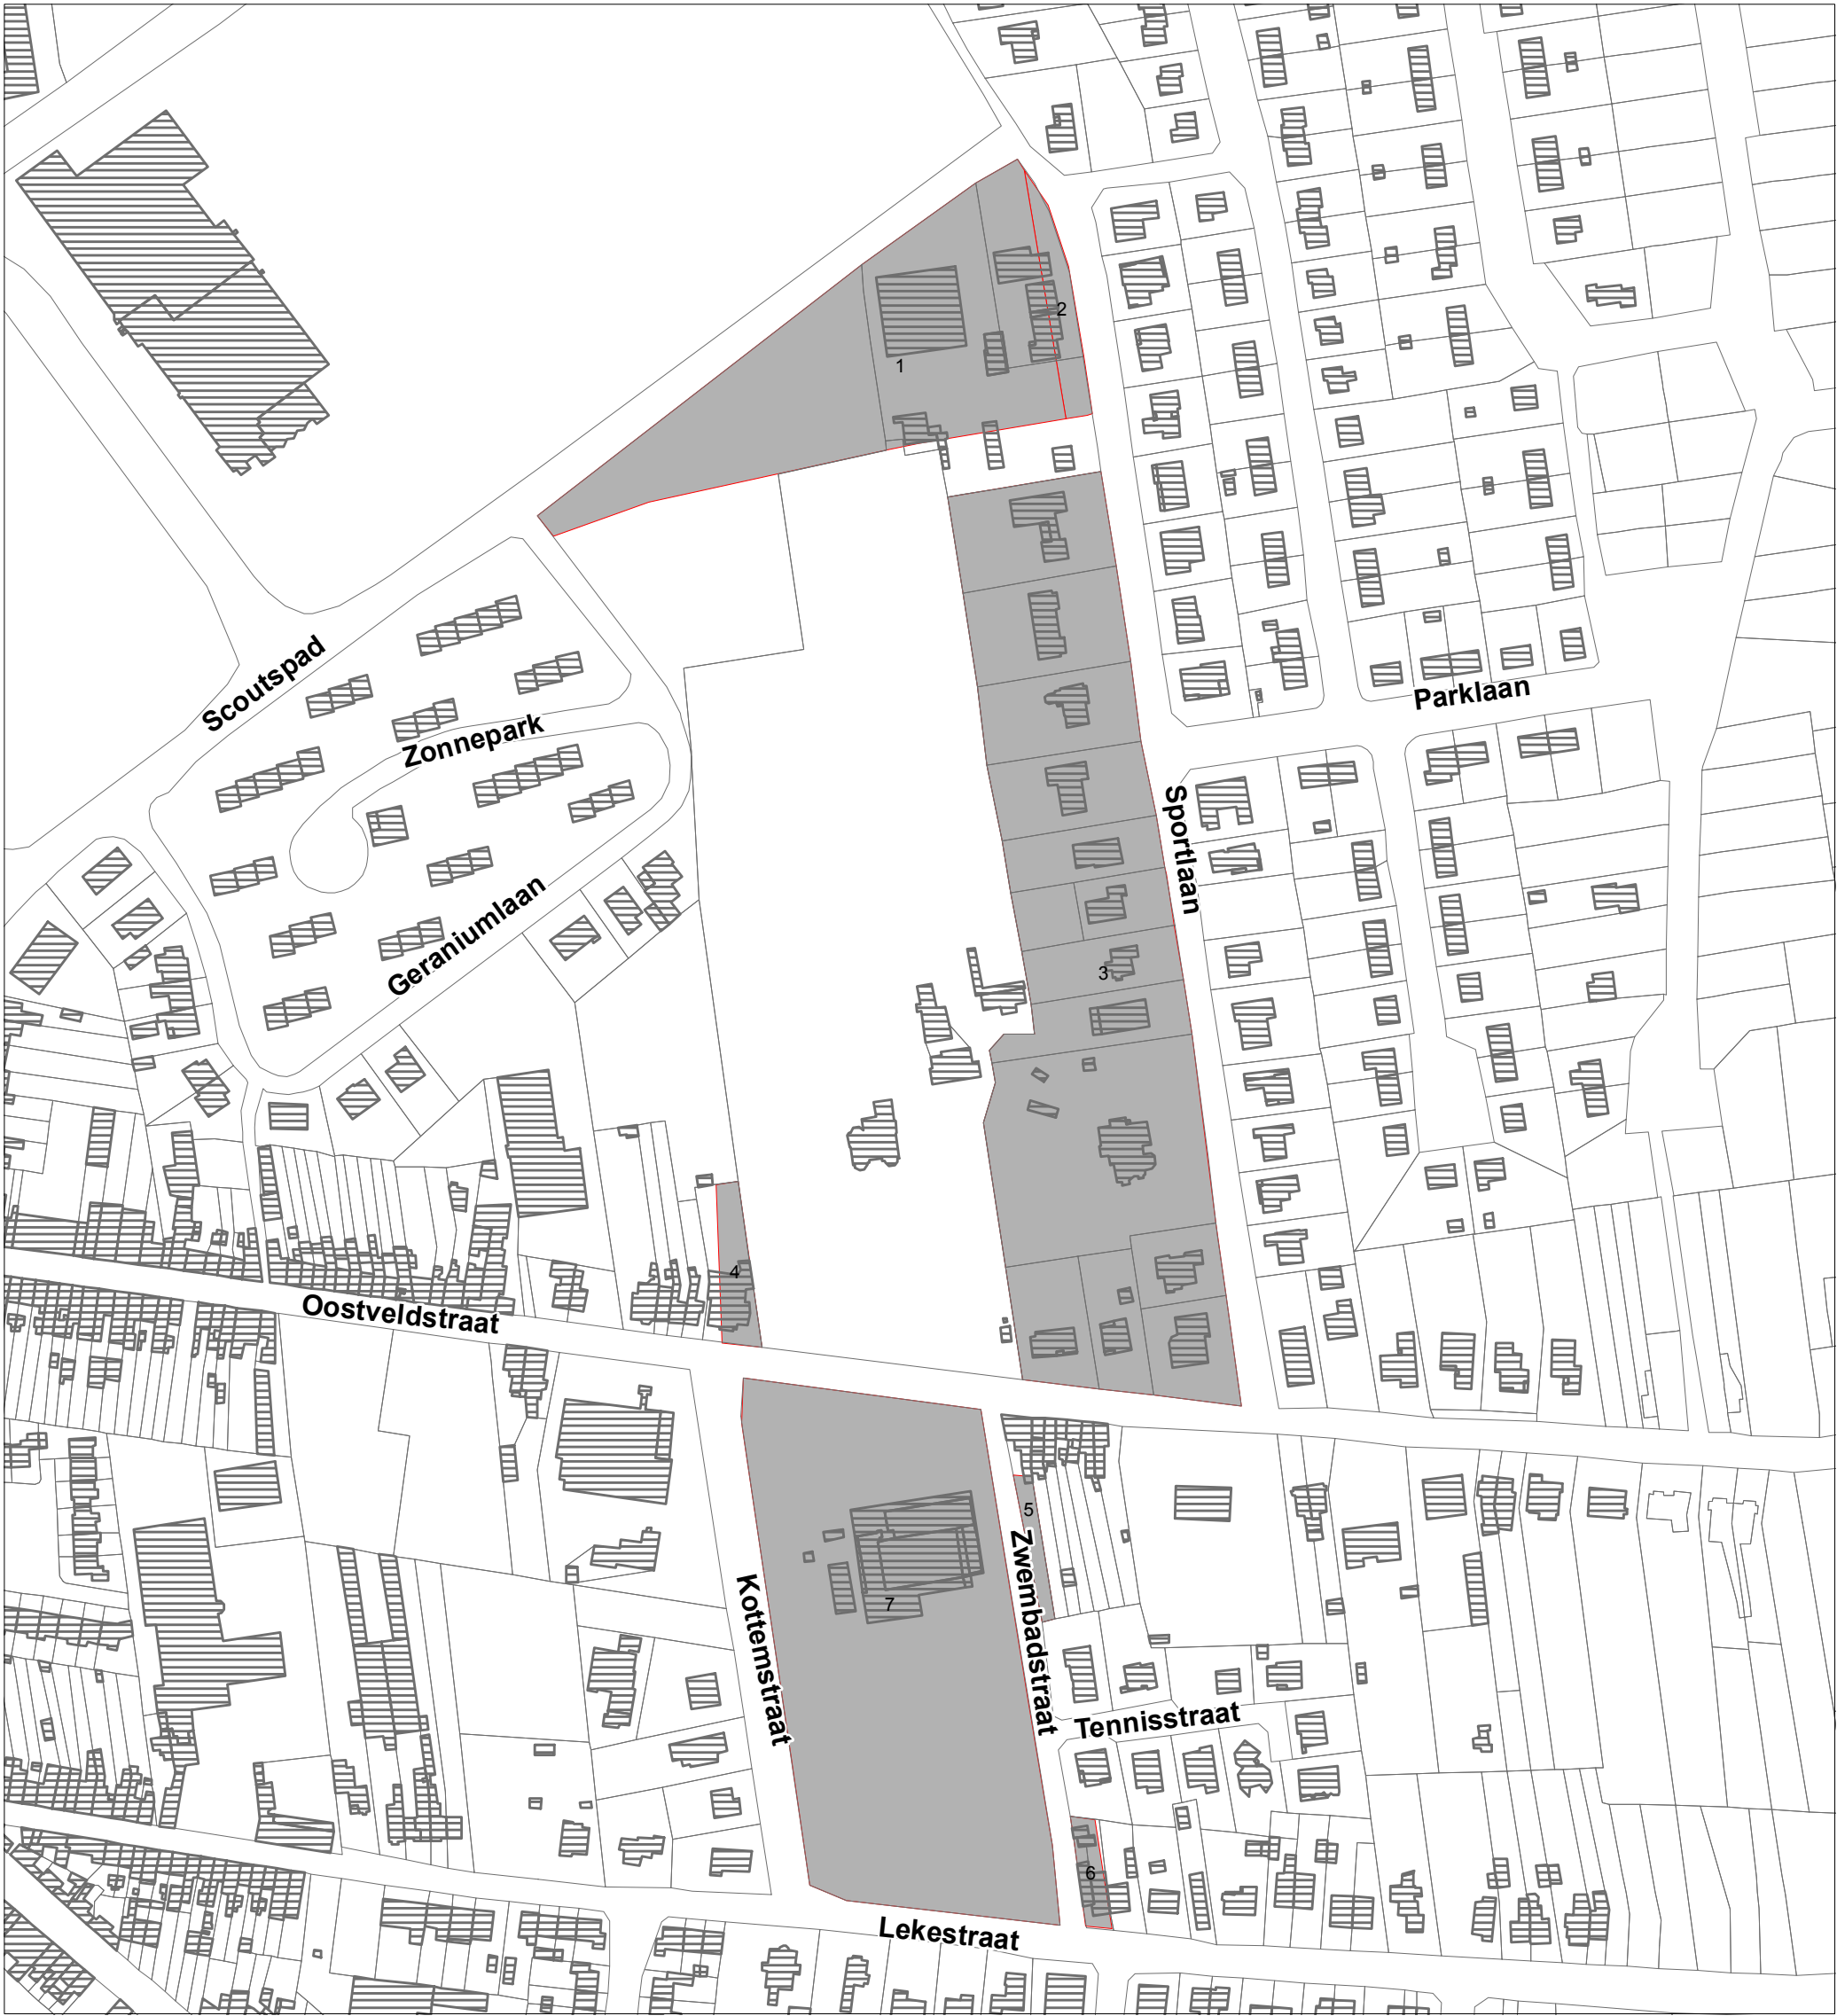 2
1
Scoutspad
Parklaan
Zonnepark
Sportlaan
Geraniumlaan
3
4
Oostveldstraat
5
Zwembadstraat
7
Kottemstraat
Tennisstraat
6
Lekestraat